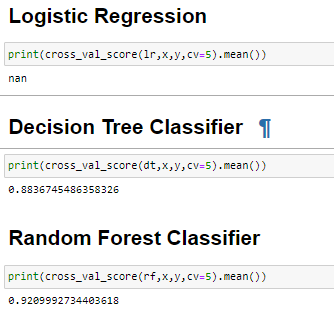 Logistic Regression
print(cross_val_score(lr,x,y,cv=5).mean())
nan
Decision Tree Classifier ¶
print(cross_val_score(dt,x,y,cv=5).mean())
0.8836745486358326
Random Forest Classifier
print(cross_val_score(rf,x,y,cv=5).mean())
0.9209992734403618